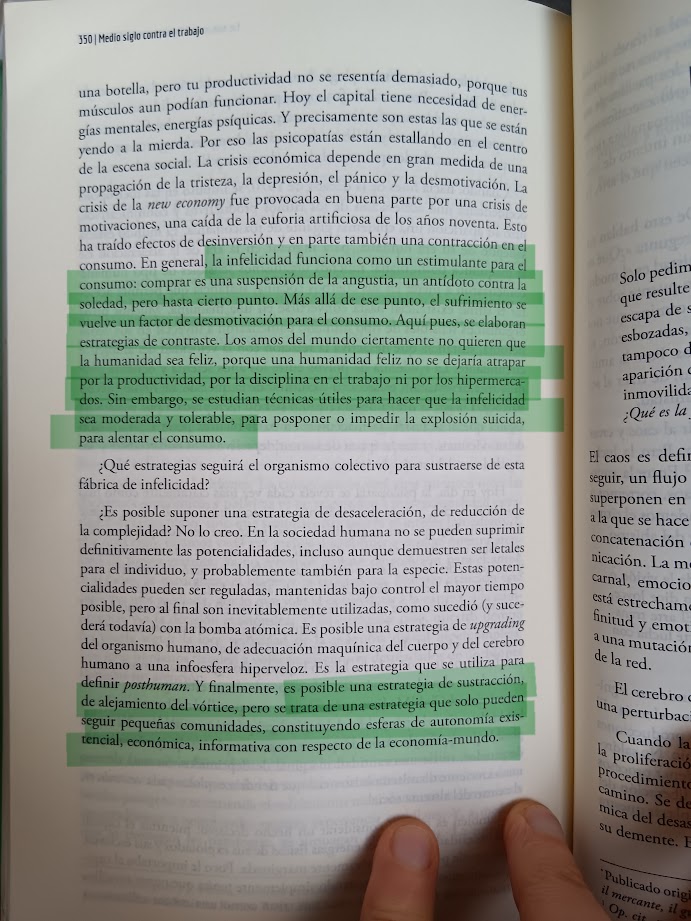 350 | Medio siglo contra el trabajo
una botella, pero tu productividad no se resentía demasiado, porque tus
músculos aun podían funcionar. Hoy el capital tiene necesidad de ener-
gías mentales, energías psíquicas. Y precisamente son estas las que se están
yendo a la mierda. Por eso las psicopatías están estallando en el centro
de la escena social. La crisis económica depende en gran medida de una
propagación de la tristeza, la depresión, el pánico y la desmotivación. La
crisis de la new economy fue provocada en buena parte por una crisis de
motivaciones, una caída de la euforia artificiosa de los años noventa. Esto
ha traído efectos de desinversión y en parte también una contracción en el
consumo. En general, la infelicidad funciona como un estimulante para el
consumo: comprar es una suspensión de la angustia, un antídoto contra la
soledad, pero hasta cierto punto. Más allá de ese punto, el sufrimiento se
vuelve un factor de desmotivación para el consumo. Aquí pues, se elaboran
estrategias de contraste. Los amos del mundo ciertamente no quieren que
la humanidad sea feliz, porque una humanidad feliz no se dejaría atrapar
por la productividad, por la disciplina en el trabajo ni por los hipermerca-
dos. Sin embargo, se estudian técnicas útiles para hacer que la infelicidad
sea moderada y tolerable, para posponer o impedir la explosión suicida,
para alentar el consumo.
¿Qué estrategias seguirá el organismo colectivo para sustraerse de esta
fábrica de infelicidad?
¿Es posible suponer una estrategia de desaceleración, de reducción de
la complejidad? No lo creo. En la sociedad humana no se pueden suprimir
definitivamente las potencialidades, incluso aunque demuestren ser letales
para el individuo, y probablemente también para la especie. Estas poten-
cialidades pueden ser reguladas, mantenidas bajo control el mayor tiempo
posible, pero al final son inevitablemente utilizadas, como sucedió (y suce-
derá todavía) con la bomba atómica. Es posible una estrategia de upgrading
del organismo humano, de adecuación maquínica del cuerpo y del cerebro
humano a una infoesfera hiperveloz. Es la estrategia que se utiliza para
definir posthuman. Y finalmente, es posible una estrategia de sustracción,
de alejamiento del vórtice, pero se trata de una estrategia que solo pueden
seguir pequeñas comunidades, constituyendo esferas de autonomía exis-
tencial, económica, informativa con respecto de la economía-mundo.
Solo pedim
que resulte
escapa de s
esbozadas,
tampoco d
aparición d
inmovilida
¿Qué es la
El caos es defin
seguir, un flujo
superponen en
a la que se hace
concatenación
nicación. La m
carnal, emocio
está estrechame
finitud y emot
a una mutación
de la red.
El cerebro
una perturbac
Cuando la
la proliferació
procedimiento
camino. Se de
mica del desas
su demente. E
Publicado origi
il mercante, il
Op. cit.